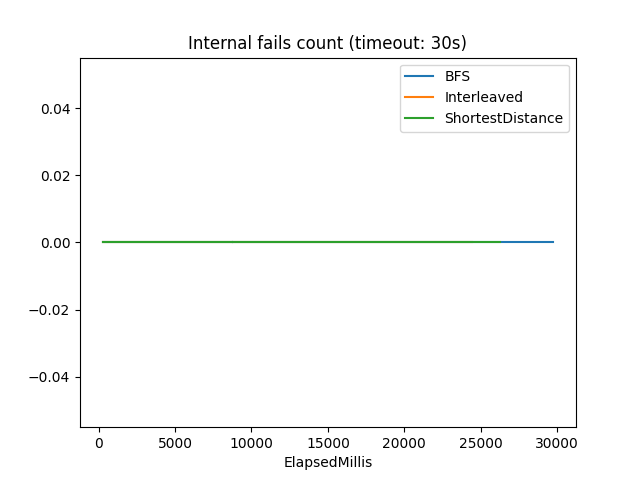 Internal fails count (timeout: 30s)
BFS
Interleaved
ShortestDistance
0.04
0.02
0.00
−0.02
−0.04
0 5000 10000 15000 20000 25000 30000
ElapsedMillis